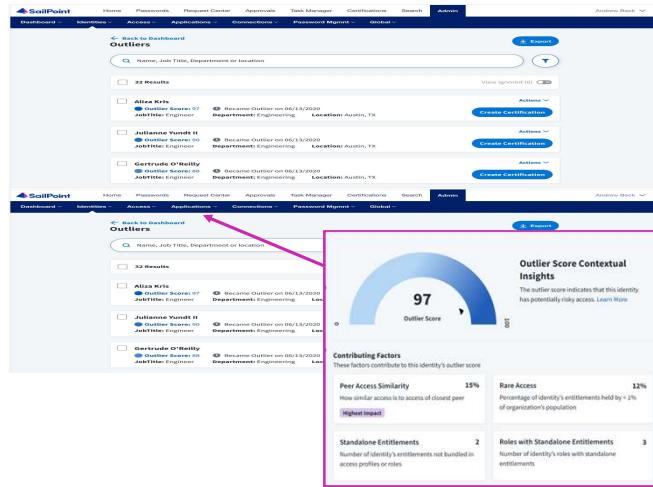 SailPoint Home Passwords Request Center Approvals Task Manager Certifications Search Admin Andrew Beck
Dashboard Identities Access Applications Connections Password Mgmnt Global
Back to Dashboard
Outliers
Export
Name, Job Title, Department or location
32 Results View Ignored (0)
Aliza Kris Actions
Outlier Score: 97 Became Outlier on 06/13/2020
JobTitle: Engineer Department: Engineering Location: Austin, TX
Create Certification
Julianne Yundt II Actions
Outlier Score: 90 Became Outlier on 06/13/2020
JobTitle: Engineer Department: Engineering Location: Austin, TX
Create Certification
Gertrude O'Reilly Actions
Outlier Score: 88 Became Outlier on 06/13/2020
JobTitle: Engineer Department: Engineering Location: Austin, TX
Create Certification
SailPoint Home Passwords Request Center Approvals Task Manager Certifications Search Admin Andrew Beck
Dashboard Identities Access Applications Connections Password Mgmnt Global
Back to Dashboard
Outliers
Export
Name, Job Title, Department or location
32 Results
Aliza Kris
Outlier Score: 97 Became Outlier on 06/13/2020
JobTitle: Engineer Department: Engineering Loc
Julianne Yundt II
Outlier Score: 90 Became Outlier on 06/13/2020
JobTitle: Engineer Department: Engineering Loc
Gertrude O'Reilly
Outlier Score: 88 Became Outlier on 06/13/2020
JobTitle: Engineer Department: Engineering Loc
97
Outlier Score
0
100
Outlier Score Contextual
Insights
The outlier score indicates that this identity
has potentially risky access. Learn More
Contributing Factors
These factors contribute to this identity's outlier score
Peer Access Similarity 15%
How similar access is to access of closest peer
Highest Impact
Rare Access 12%
Percentage of identity's entitlements held by < 1%
of organization's population
Standalone Entitlements 2
Number of identity's entitlements not bundled in
access profiles or roles
Roles with Standalone Entitlements 3
Number of identity's roles with standalone
entitlements